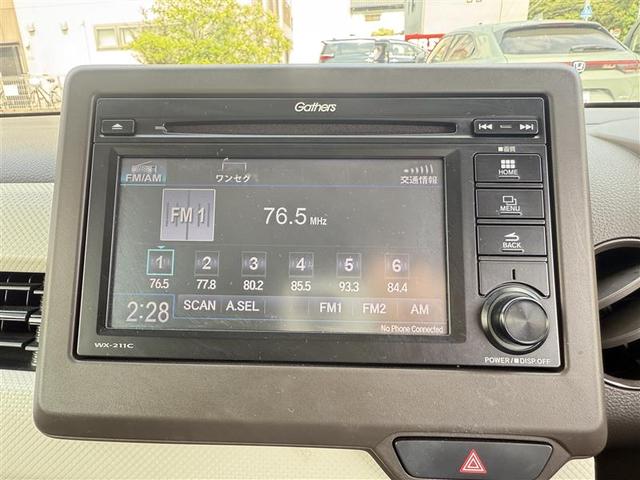 Gathers
■画質
HOME
MENU
BACK
FM/AM
ワンセグ
交通情報
FM 1
76.5 MHz
1 2 3 4 5 6
76.5 77.8 80.2 85.5 93.3 84.4
2:28 SCAN A.SEL FM1 FM2 AM
No Phone Connected
WX-211C
POWER/■DISP.OFF